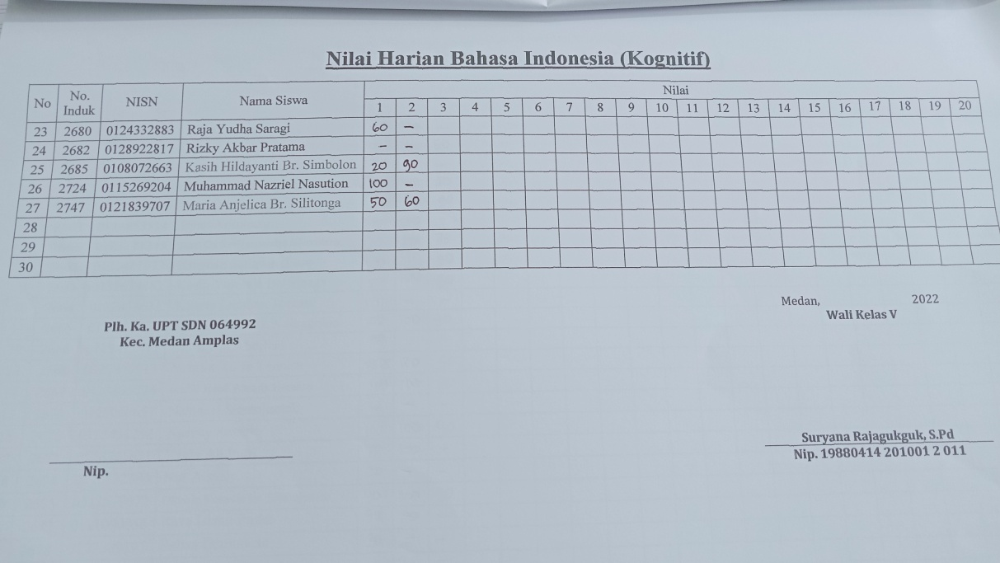 Nilai Harian Bahasa Indonesia (Kognitif)
No No. Induk NISN Nama Siswa Nilai
1 2 3 4 5 6 7 8 9 10 11 12 13 14 15 16 17 18 19 20
23 2680 0124332883 Raja Yudha Saragi 60 –
24 2682 0128922817 Rizky Akbar Pratama – –
25 2685 0108072663 Kasih Hildayanti Br. Simbolon 20 90
26 2724 0115269204 Muhammad Nazriel Nasution 100 –
27 2747 0121839707 Maria Anjelica Br. Silitonga 50 60
28
29
30
Medan, 2022
Plh. Ka. UPT SDN 064992 Wali Kelas V
Kec. Medan Amplas
Suryana Rajagukguk, S.Pd
Nip. Nip. 19880414 201001 2 011